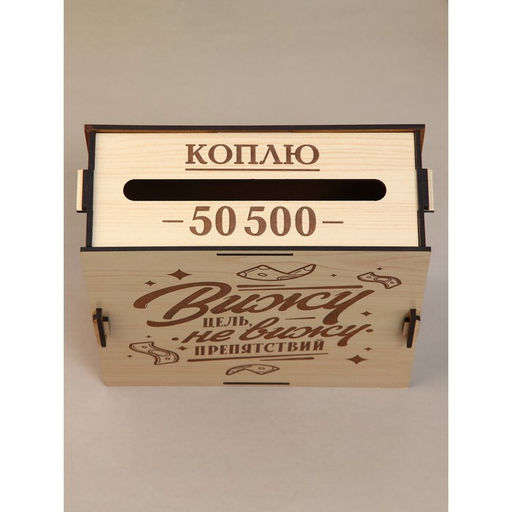 КОПЛЮ
–50 500–
Вижу
ЦЕЛЬ,
не вижу
ПРЕПЯТСТВИЙ